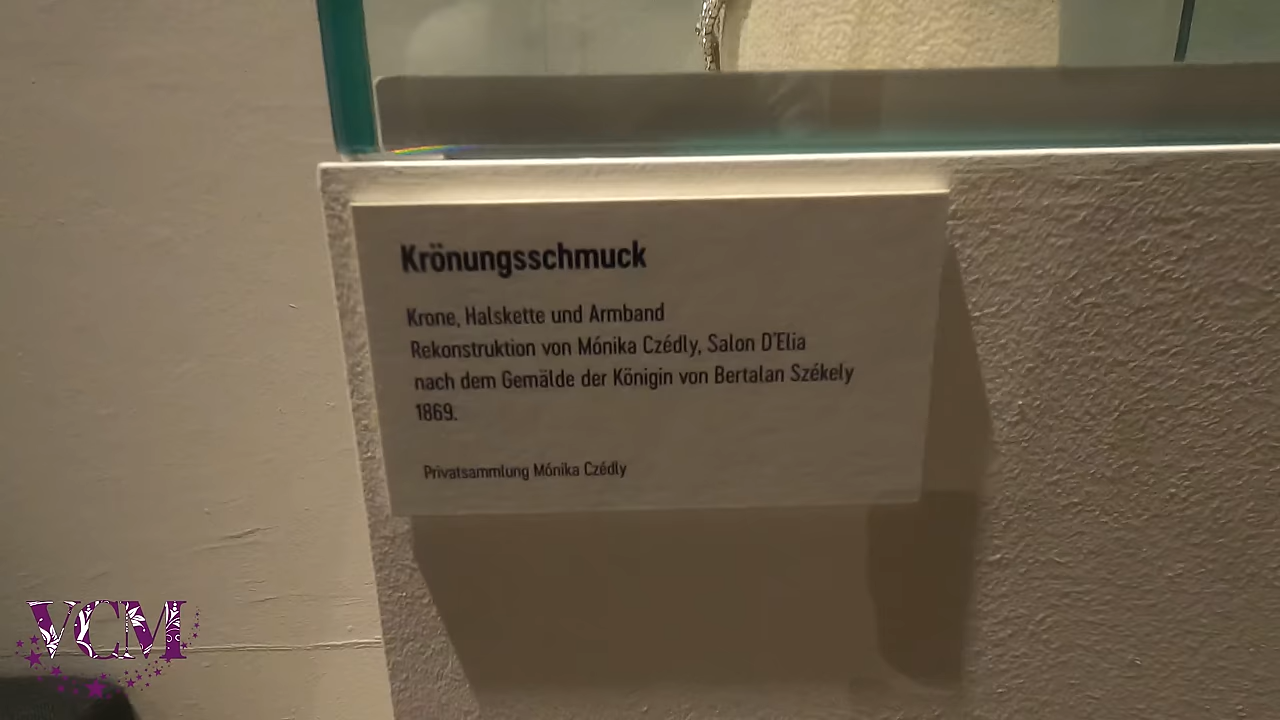 Krönungsschmuck
Krone, Halskette und Armband
Rekonstruktion von Mónika Czédly, Salon D'Elia
nach dem Gemälde der Königin von Bertalan Székely
1869.
Privatsammlung Mónika Czédly
VCM